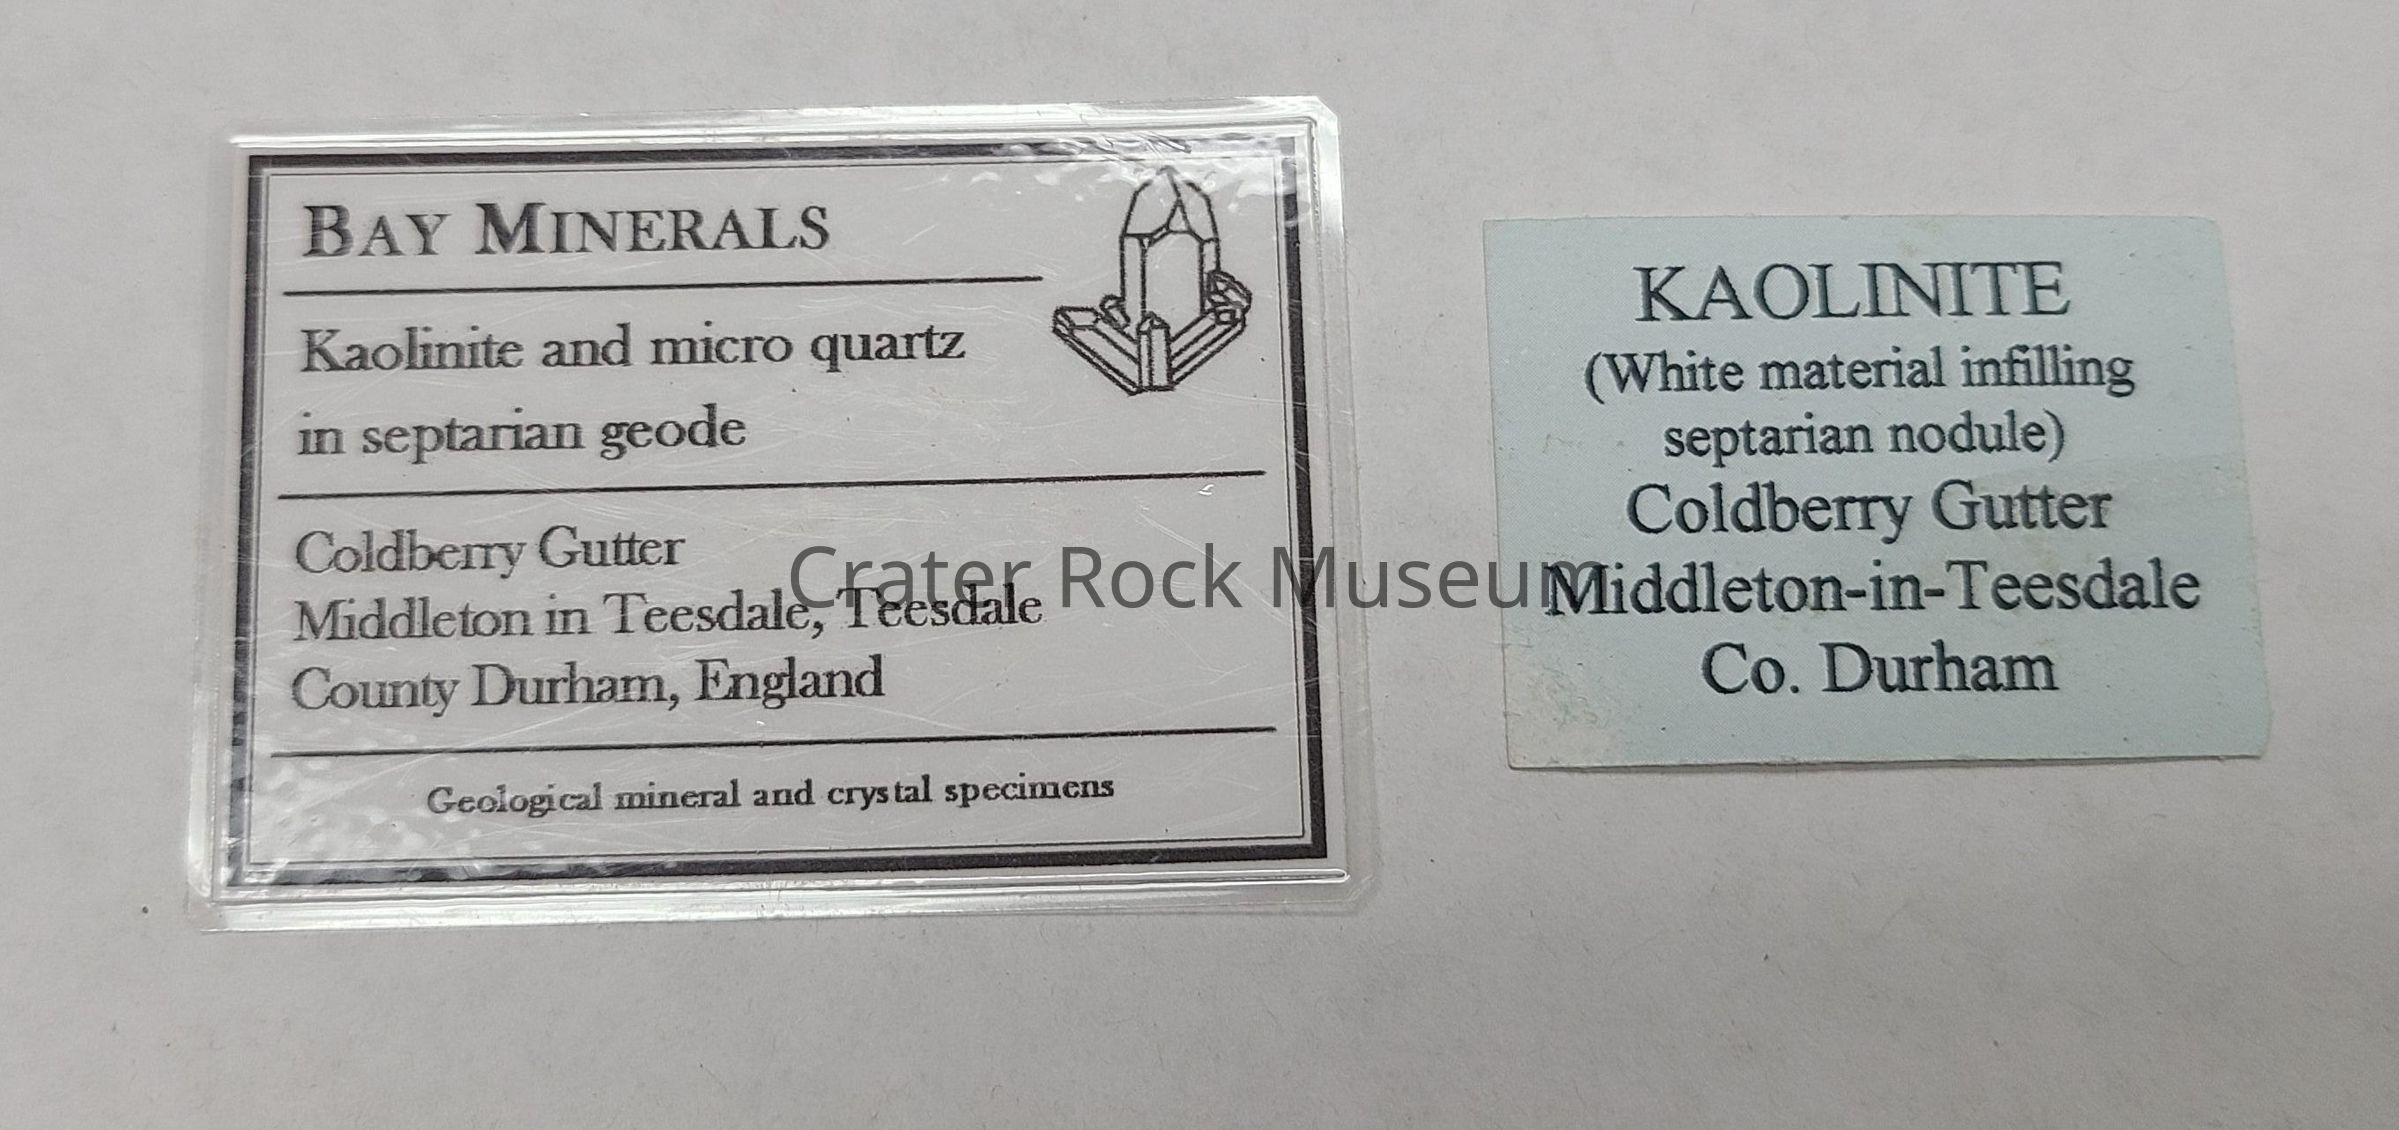 BAY MINERALS
Kaolinite and micro quartz
in septarian geode
Coldberry Gutter
Middleton in Teesdale, Teesdale
County Durham, England
Geological mineral and crystal specimens
KAOLINITE
(White material infilling
septarian nodule)
Coldberry Gutter
Middleton-in-Teesdale
Co. Durham
Crater Rock Museum